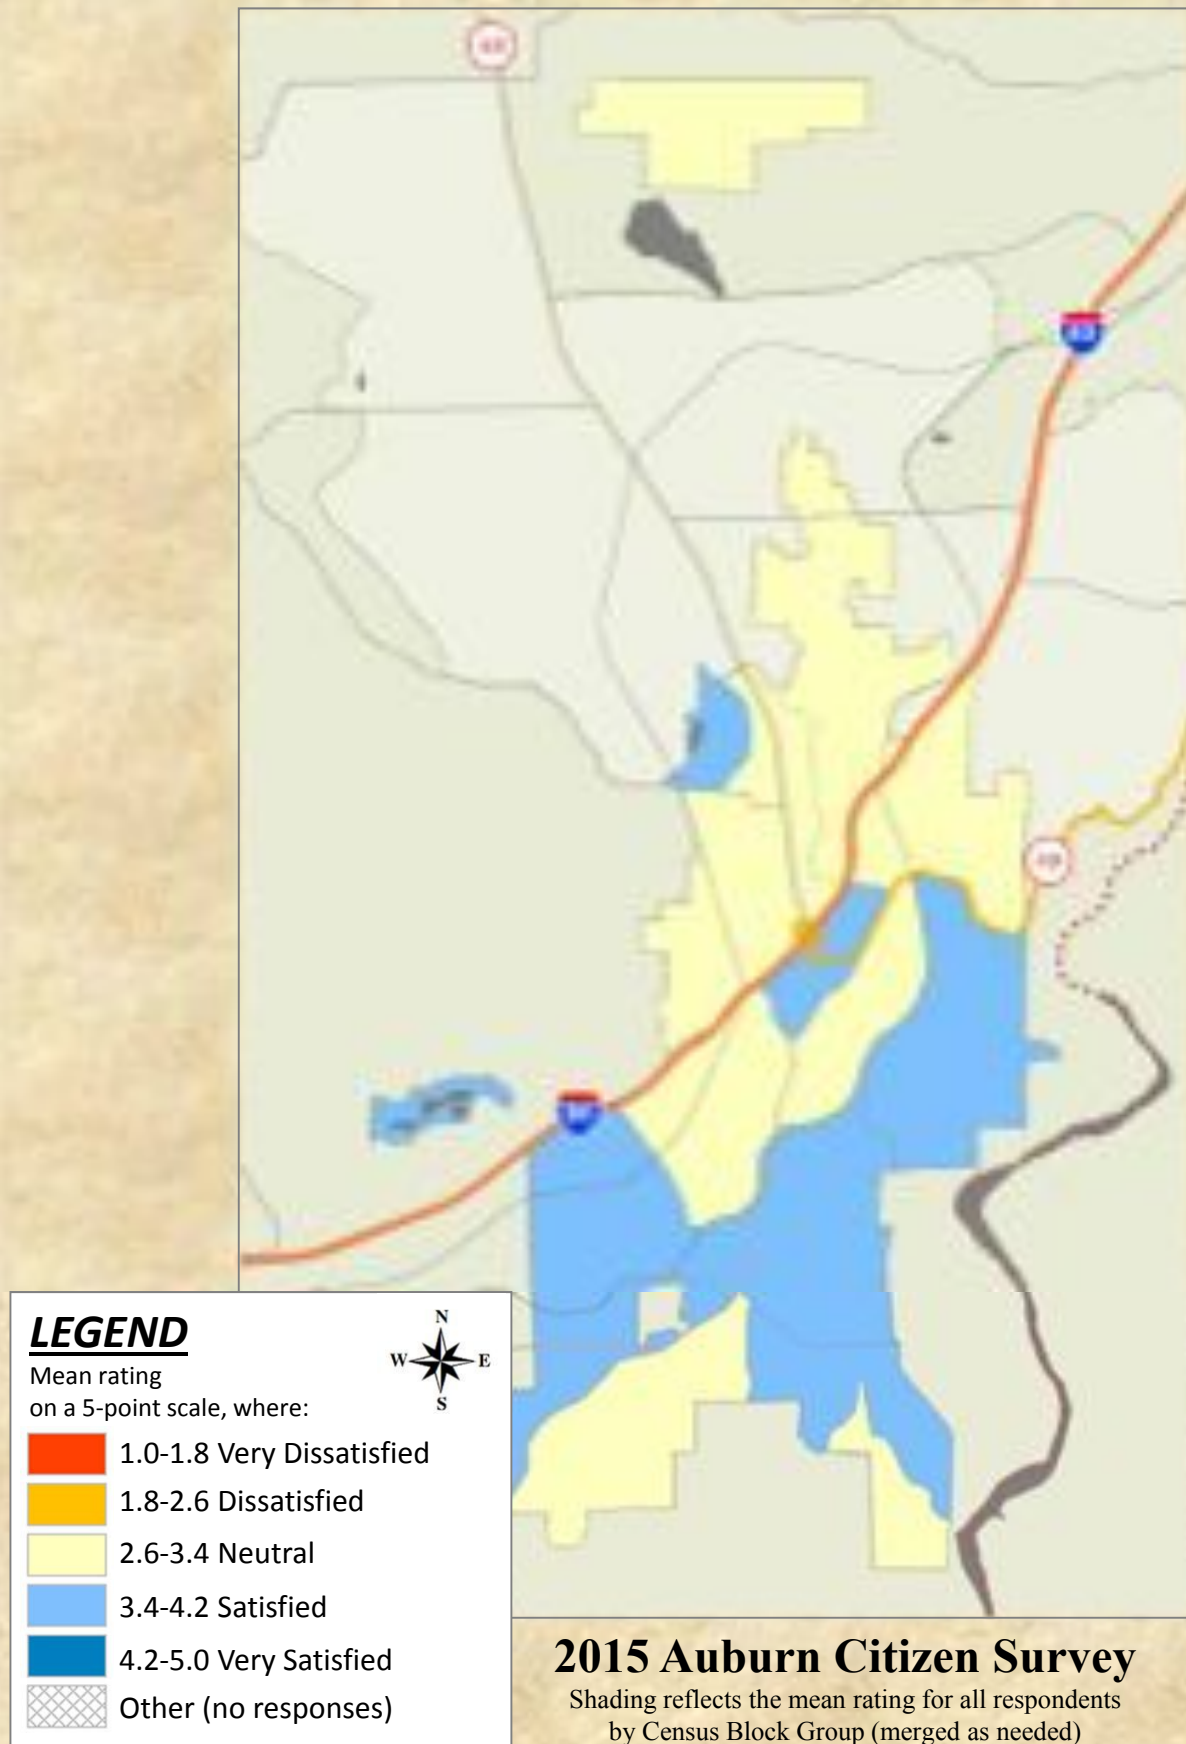 LEGEND
Mean rating
on a 5-point scale, where:
1.0-1.8 Very Dissatisfied
1.8-2.6 Dissatisfied
2.6-3.4 Neutral
3.4-4.2 Satisfied
4.2-5.0 Very Satisfied
Other (no responses)
N
W
E
S
2015 Auburn Citizen Survey
Shading reflects the mean rating for all respondents
by Census Block Group (merged as needed)